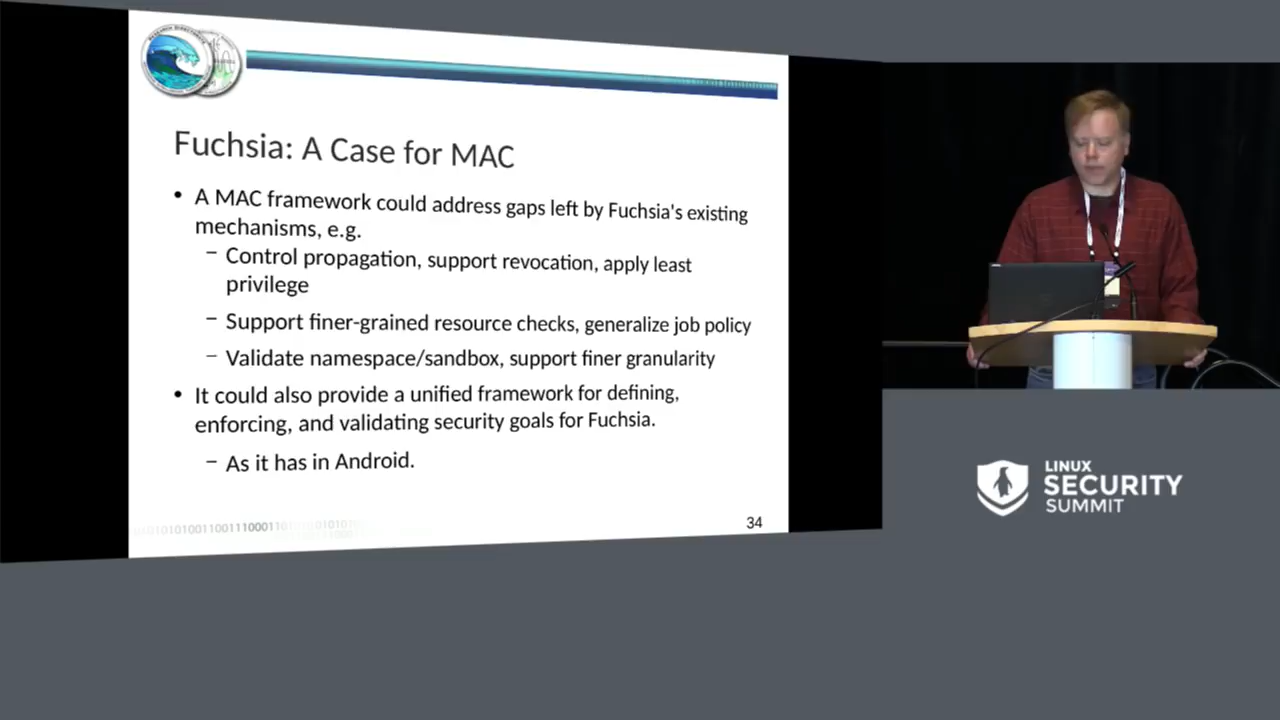 Fuchsia: A Case for MAC
• A MAC framework could address gaps left by Fuchsia's existing
mechanisms, e.g.
– Control propagation, support revocation, apply least
privilege
– Support finer-grained resource checks, generalize job policy
– Validate namespace/sandbox, support finer granularity
• It could also provide a unified framework for defining,
enforcing, and validating security goals for Fuchsia.
– As it has in Android.
34
LINUX
SECURITY
SUMMIT